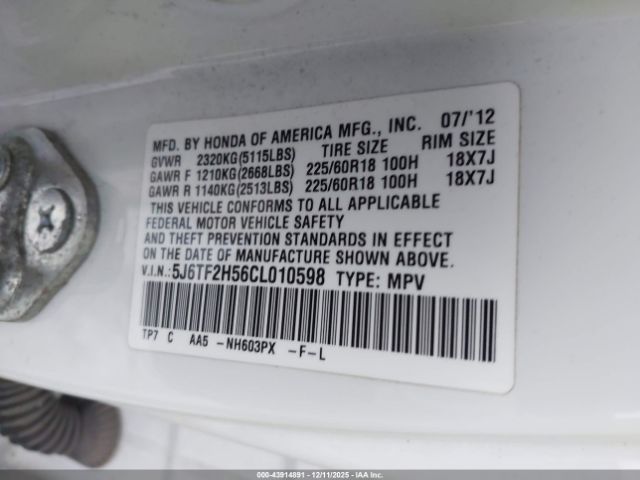 MFD. BY HONDA OF AMERICA MFG., INC. 07/'12
GVWR 2320KG(5115LBS) TIRE SIZE RIM SIZE
GAWR F 1210KG(2668LBS) 225/60R18 100H 18X7J
GAWR R 1140KG(2513LBS) 225/60R18 100H 18X7J
THIS VEHICLE CONFORMS TO ALL APPLICABLE
FEDERAL MOTOR VEHICLE SAFETY
AND THEFT PREVENTION STANDARDS IN EFFECT
ON THE DATE OF MANUFACTURE SHOWN ABOVE.
V.I.N.:5J6TF2H56CL010598 TYPE: MPV
TP7 C AA5 -NH603PX -F-L
000-43914891 - 12/11/2025 - IAA Inc.